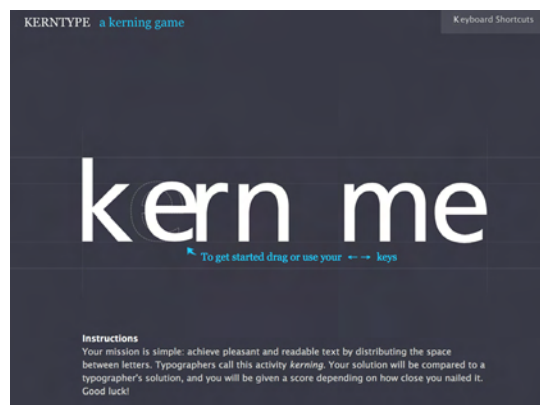 KERNTYPE a kerning game
Keyboard Shortcuts
kern me
To get started drag or use your ←→ keys
Instructions
Your mission is simple: achieve pleasant and readable text by distributing the space
between letters. Typographers call this activity kerning. Your solution will be compared to a
typographer's solution, and you will be given a score depending on how close you nailed it.
Good luck!